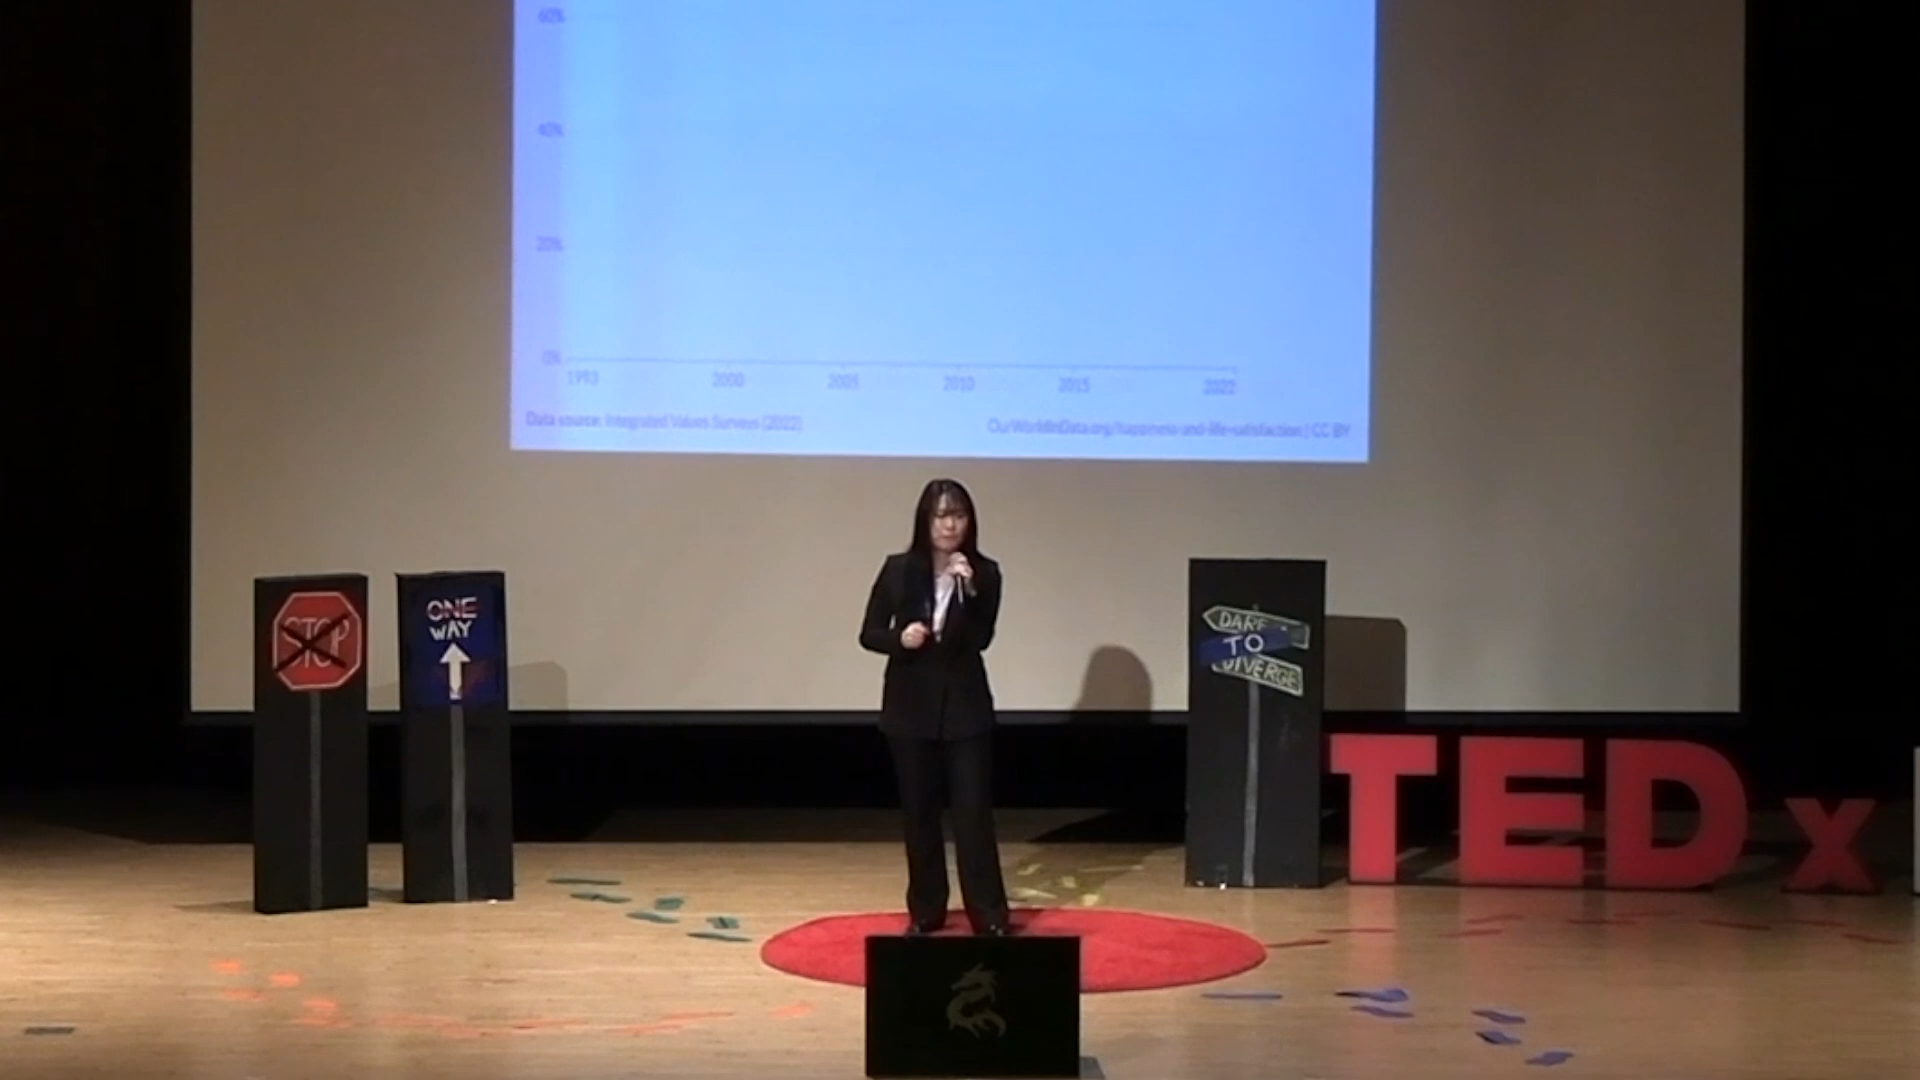 60%
40%
20%
0%
1993 2000 2005 2010 2015 2022
Data source: Integrated Values Surveys (2022)
OurWorldInData.org/happiness-and-life-satisfaction | CC BY
STOP
ONE
WAY
DARE
TO
DIVERGE
TEDx